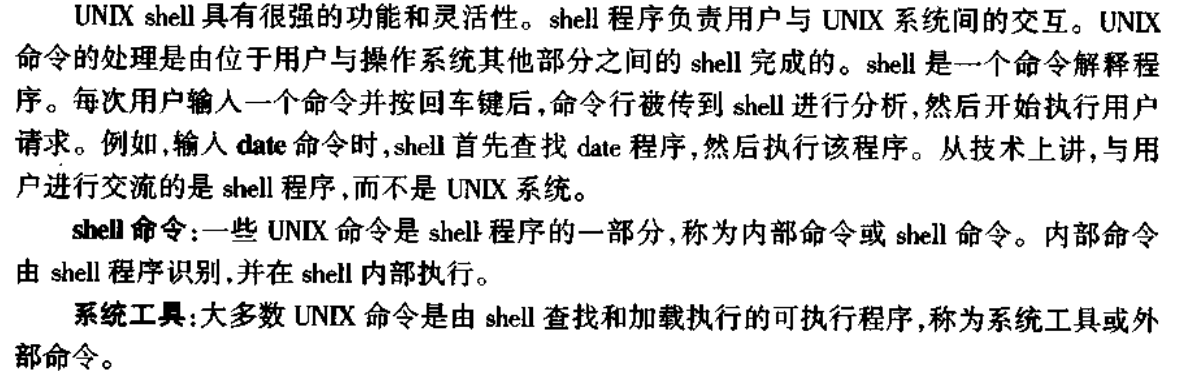 UNIX shell 具有很强的功能和灵活性。shell 程序负责用户与 UNIX 系统间的交互。UNIX
命令的处理是由位于用户与操作系统其他部分之间的 shell 完成的。shell 是一个命令解释程
序。每次用户输入一个命令并按回车键后,命令行被传到 shell 进行分析,然后开始执行用户
请求。例如,输入 date 命令时,shell 首先查找 date 程序,然后执行该程序。从技术上讲,与用
户进行交流的是 shell 程序,而不是 UNIX 系统。
shell 命令:一些 UNIX 命令是 shell 程序的一部分,称为内部命令或 shell 命令。内部命令
由 shell 程序识别,并在 shell 内部执行。
系统工具:大多数 UNIX 命令是由 shell 查找和加载执行的可执行程序,称为系统工具或外
部命令。